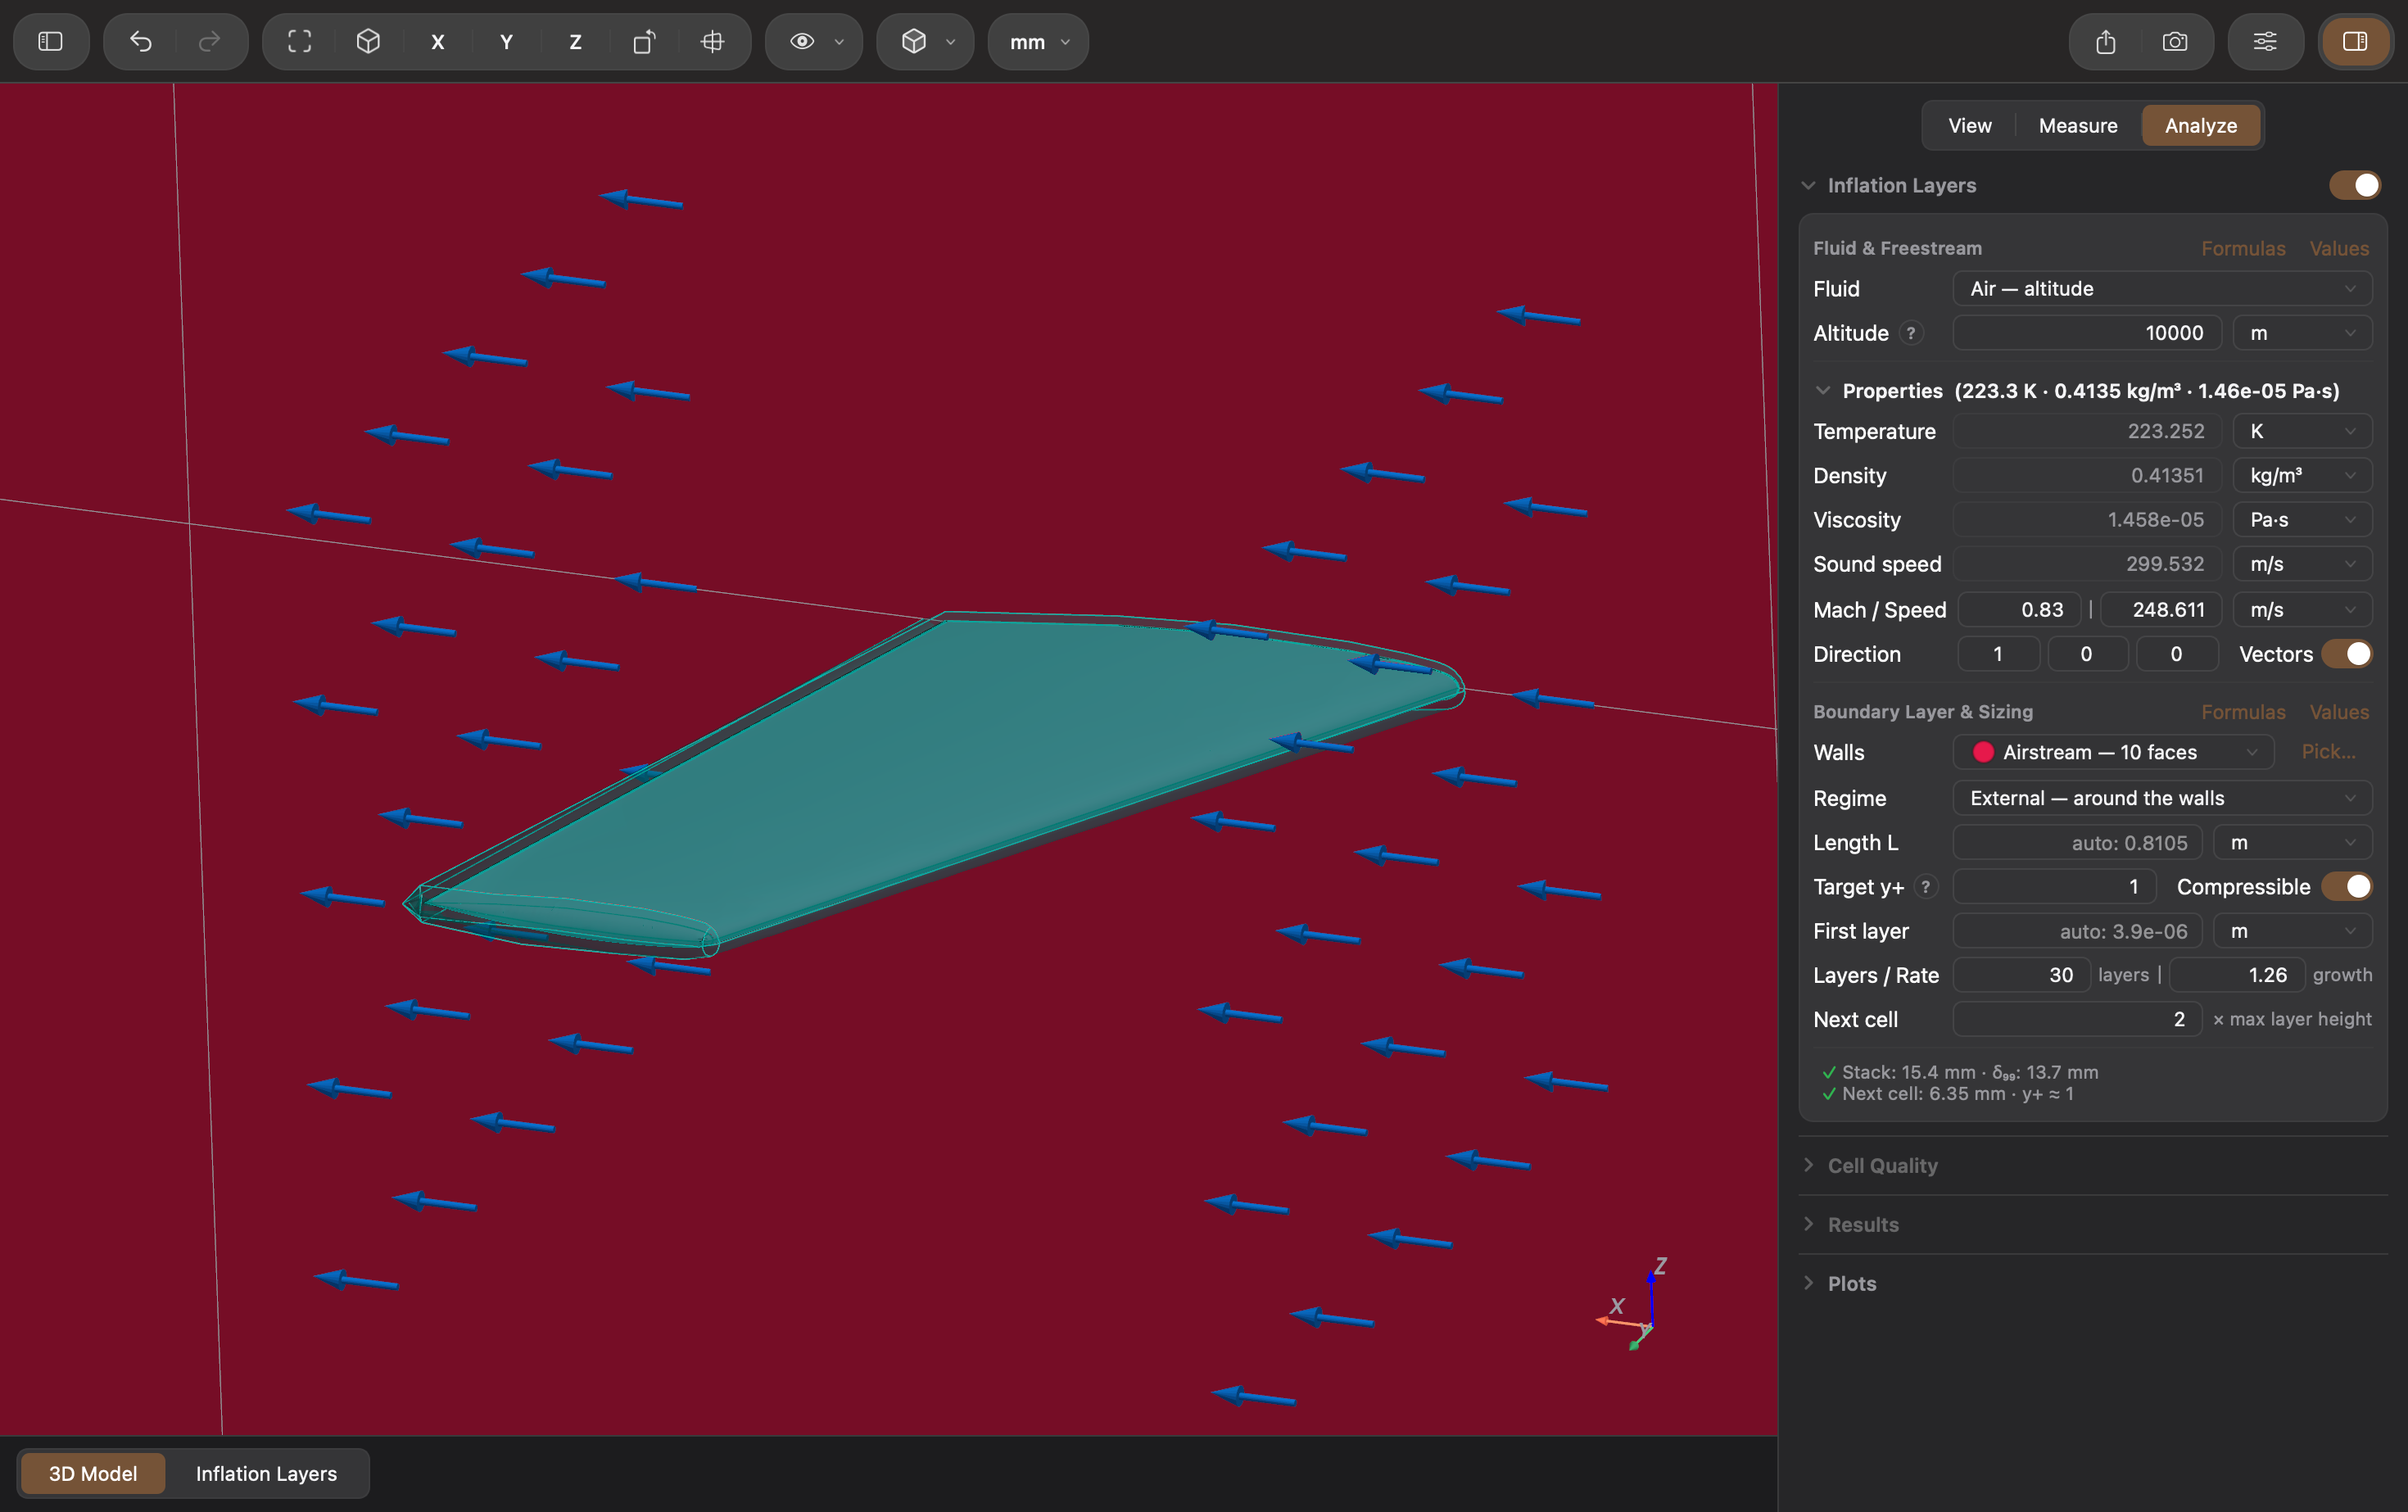 X Y Z mm
View Measure Analyze
Inflation Layers
Fluid & Freestream Formulas Values
Fluid Air — altitude
Altitude ? 10000 m
Properties (223.3 K · 0.4135 kg/m³ · 1.46e-05 Pa·s)
Temperature 223.252 K
Density 0.41351 kg/m³
Viscosity 1.458e-05 Pa·s
Sound speed 299.532 m/s
Mach / Speed 0.83 | 248.611 m/s
Direction 1 0 0 Vectors
Boundary Layer & Sizing Formulas Values
Walls Airstream — 10 faces Pick...
Regime External — around the walls
Length L auto: 0.8105 m
Target y+ ? 1 Compressible
First layer auto: 3.9e-06 m
Layers / Rate 30 layers | 1.26 growth
Next cell 2 × max layer height
✓ Stack: 15.4 mm · δ₉₉: 13.7 mm
✓ Next cell: 6.35 mm · y+ ≈ 1
Cell Quality
Results
Plots
Z
X
Y
3D Model Inflation Layers